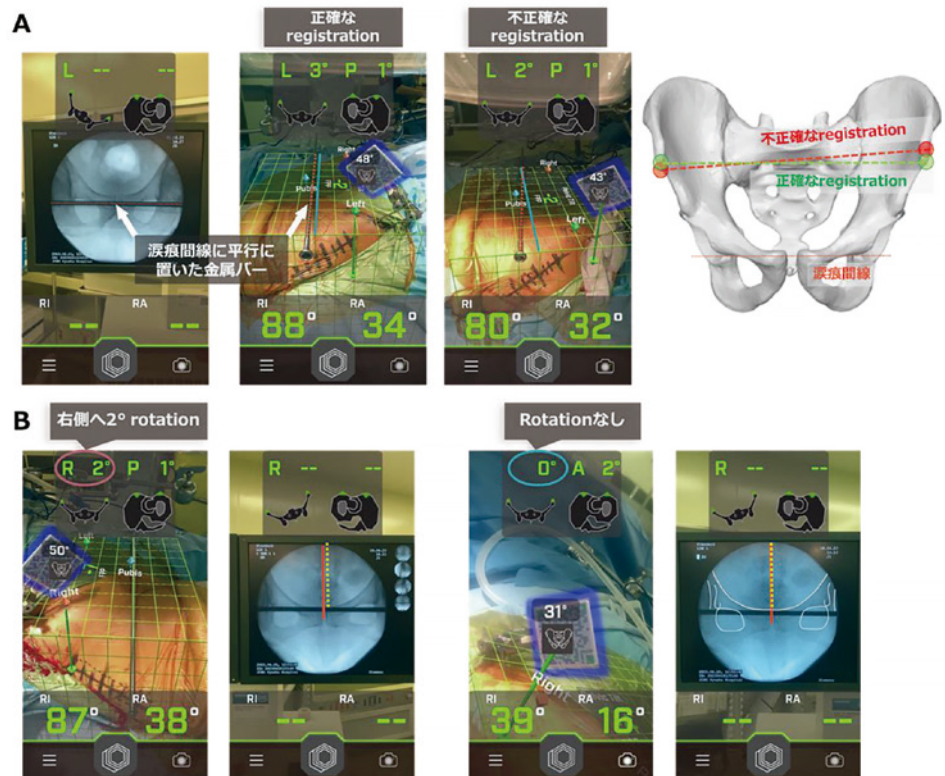 A
正確な
registration
不正確な
registration
L -- --
L 3° P 1°
L 2° P 1°
不正確なregistration
正確なregistration
Right
48°
Pubis
Left
Right
43°
Pubis
Left
涙痕間線に平行に
置いた金属バー
涙痕間線
RI RA
-- --
RI RA
88° 34°
RI RA
80° 32°
B
右側へ2° rotation
Rotationなし
R 2° P 1°
R -- --
0° A 2°
R -- --
50°
Left
Pubis
Right
31°
Right
RI RA
87° 38°
RI RA
-- --
RI RA
39° 16°
RI RA
-- --